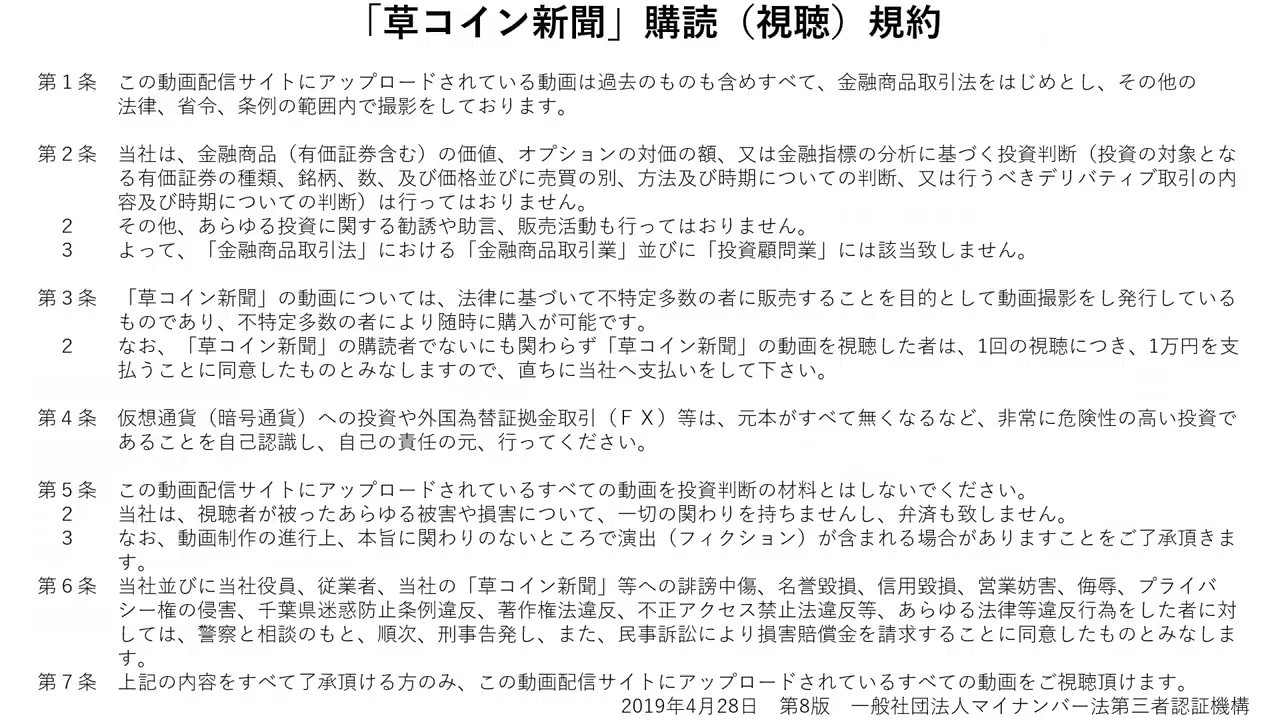 「草コイン新聞」購読（視聴）規約
第１条　この動画配信サイトにアップロードされている動画は過去のものも含めすべて、金融商品取引法をはじめとし、その他の
法律、省令、条例の範囲内で撮影をしております。
第２条　当社は、金融商品（有価証券含む）の価値、オプションの対価の額、又は金融指標の分析に基づく投資判断（投資の対象とな
る有価証券の種類、銘柄、数、及び価格並びに売買の別、方法及び時期についての判断、又は行うべきデリバティブ取引の内
容及び時期についての判断）は行ってはおりません。
２　その他、あらゆる投資に関する勧誘や助言、販売活動も行ってはおりません。
３　よって、「金融商品取引法」における「金融商品取引業」並びに「投資顧問業」には該当致しません。
第３条　「草コイン新聞」の動画については、法律に基づいて不特定多数の者に販売することを目的として動画撮影をし発行している
ものであり、不特定多数の者により随時に購入が可能です。
２　なお、「草コイン新聞」の購読者でないにも関わらず「草コイン新聞」の動画を視聴した者は、1回の視聴につき、1万円を支
払うことに同意したものとみなしますので、直ちに当社へ支払いをして下さい。
第４条　仮想通貨（暗号通貨）への投資や外国為替証拠金取引（ＦＸ）等は、元本がすべて無くなるなど、非常に危険性の高い投資で
あることを自己認識し、自己の責任の元、行ってください。
第５条　この動画配信サイトにアップロードされているすべての動画を投資判断の材料とはしないでください。
２　当社は、視聴者が被ったあらゆる被害や損害について、一切の関わりを持ちませんし、弁済も致しません。
３　なお、動画制作の進行上、本旨に関わりのないところで演出（フィクション）が含まれる場合がありますことをご了承頂きま
す。
第６条　当社並びに当社役員、従業者、当社の「草コイン新聞」等への誹謗中傷、名誉毀損、信用毀損、営業妨害、侮辱、プライバ
シー権の侵害、千葉県迷惑防止条例違反、著作権法違反、不正アクセス禁止法違反等、あらゆる法律等違反行為をした者に対
しては、警察と相談のもと、順次、刑事告発し、また、民事訴訟により損害賠償金を請求することに同意したものとみなしま
す。
第７条　上記の内容をすべて了承頂ける方のみ、この動画配信サイトにアップロードされているすべての動画をご視聴頂けます。
2019年4月28日　第8版　一般社団法人マイナンバー法第三者認証機構